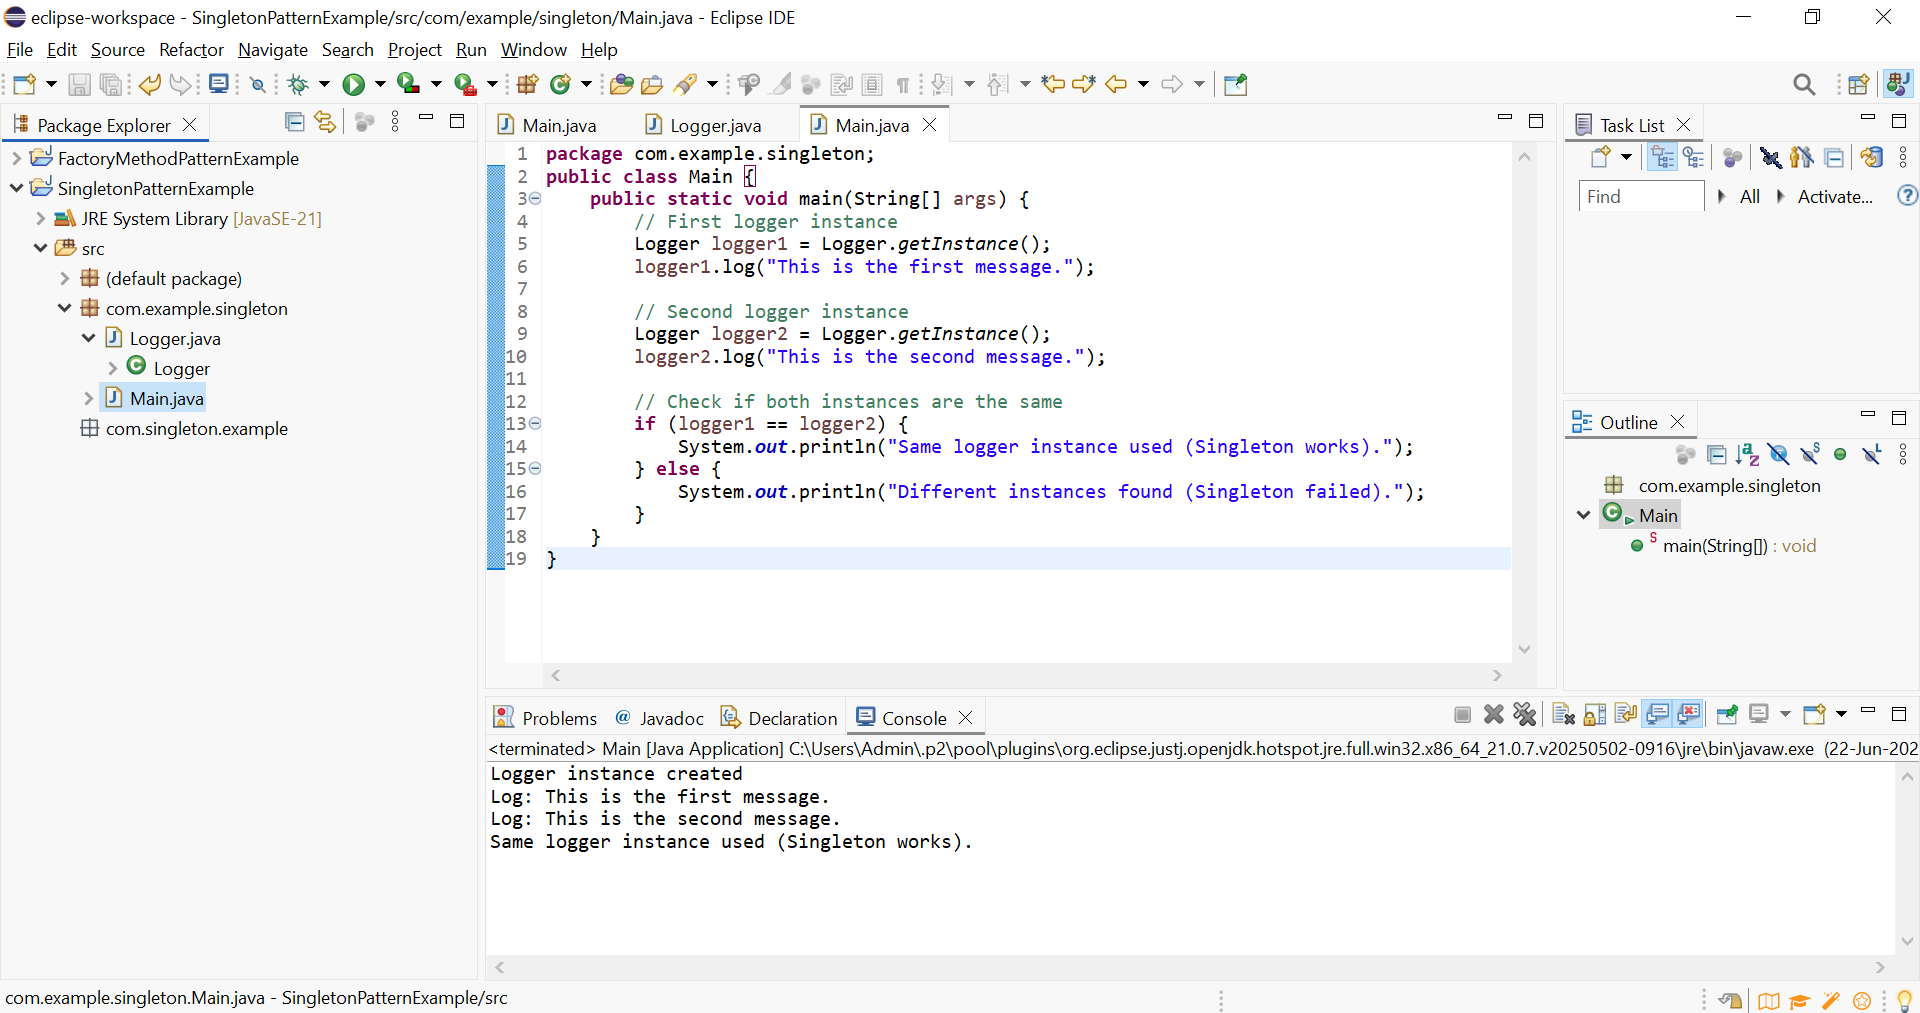 eclipse-workspace - SingletonPatternExample/src/com/example/singleton/Main.java - Eclipse IDE
File Edit Source Refactor Navigate Search Project Run Window Help
Package Explorer
FactoryMethodPatternExample
SingletonPatternExample
JRE System Library [JavaSE-21]
src
(default package)
com.example.singleton
Logger.java
Logger
Main.java
com.singleton.example
Main.java Logger.java Main.java
1 package com.example.singleton;
2 public class Main {
3 public static void main(String[] args) {
4 // First logger instance
5 Logger logger1 = Logger.getInstance();
6 logger1.log("This is the first message.");
7
8 // Second logger instance
9 Logger logger2 = Logger.getInstance();
10 logger2.log("This is the second message.");
11
12 // Check if both instances are the same
13 if (logger1 == logger2) {
14 System.out.println("Same logger instance used (Singleton works).");
15 } else {
16 System.out.println("Different instances found (Singleton failed).");
17 }
18 }
19 }
Task List
Find All Activate...
Outline
com.example.singleton
Main
main(String[]) : void
Problems Javadoc Declaration Console
<terminated> Main [Java Application] C:\Users\Admin\.p2\pool\plugins\org.eclipse.justj.openjdk.hotspot.jre.full.win32.x86_64_21.0.7.v20250502-0916\jre\bin\javaw.exe (22-Jun-202
Logger instance created
Log: This is the first message.
Log: This is the second message.
Same logger instance used (Singleton works).
com.example.singleton.Main.java - SingletonPatternExample/src